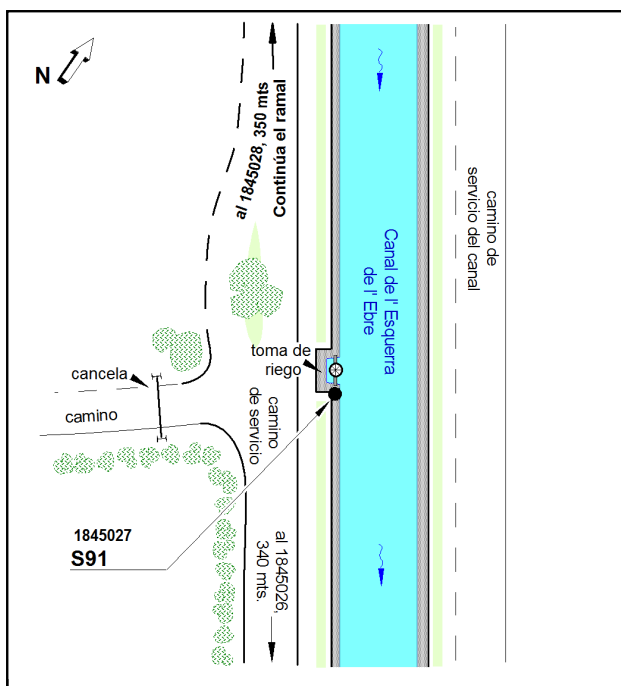 N
al 1845028, 350 mts
Continúa el ramal
camino de
servicio del canal
Canal de l' Esquerra
de l' Ebre
toma de
riego
cancela
camino
camino
de servicio
1845027
S91
al 1845026,
340 mts.